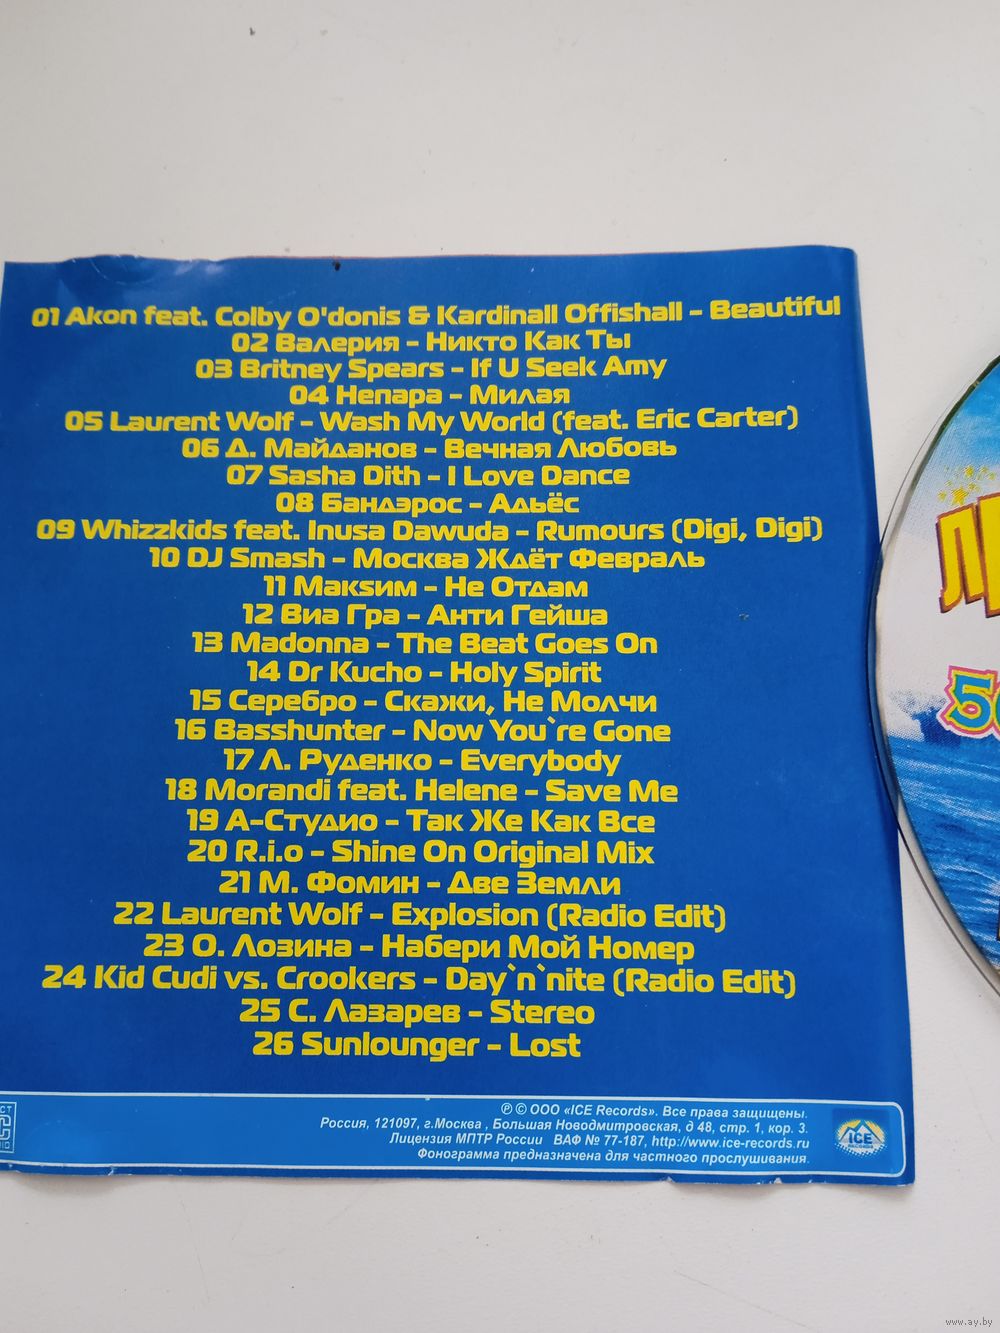 01 Akon feat. Colby O'donis & Kardinall Offishall - Beautiful
02 Валерия - Никто Как Ты
03 Britney Spears - If U Seek Amy
04 Непара - Милая
05 Laurent Wolf - Wash My World (feat. Eric Carter)
06 Д. Майданов - Вечная Любовь
07 Sasha Dith - I Love Dance
08 Бандэрос - Адьёс
09 Whizzkids feat. Inusa Dawuda - Rumours (Digi, Digi)
10 DJ Smash - Москва Ждёт Февраль
11 Макsим - Не Отдам
12 Виа Гра - Анти Гейша
13 Madonna - The Beat Goes On
14 Dr Kucho - Holy Spirit
15 Серебро - Скажи, Не Молчи
16 Basshunter - Now You`re Gone
17 Л. Руденко - Everybody
18 Morandi feat. Helene - Save Me
19 А-Студио - Так Же Как Все
20 R.i.o - Shine On Original Mix
21 М. Фомин - Две Земли
22 Laurent Wolf - Explosion (Radio Edit)
23 О. Лозина - Набери Мой Номер
24 Kid Cudi vs. Crookers - Day`n`nite (Radio Edit)
25 С. Лазарев - Stereo
26 Sunlounger - Lost
℗ © ООО «ICE Records». Все права защищены.
Россия, 121097, г.Москва , Большая Новодмитровская, д 48, стр. 1, кор. 3.
Лицензия МПТР России ВАФ № 77-187, http://www.ice-records.ru
Фонограмма предназначена для частного прослушивания.
ICE
RECORDS
www.ay.by